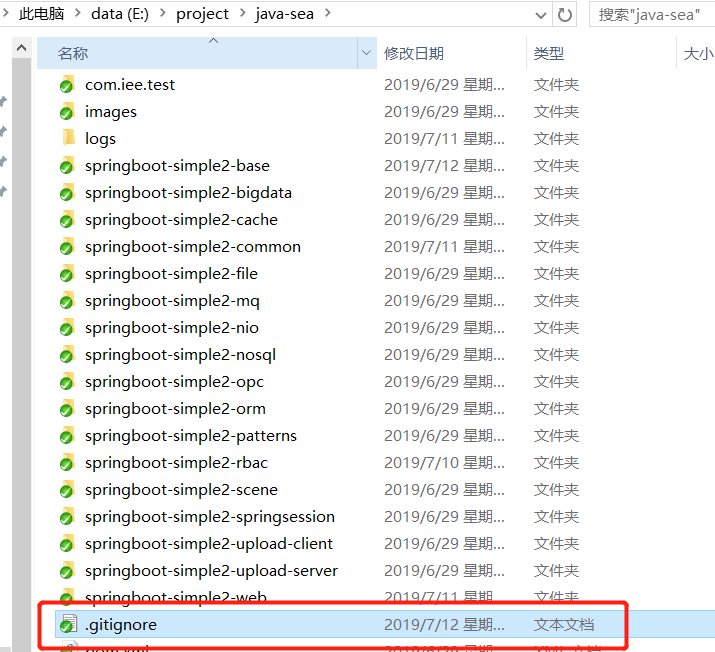 此电脑 data (E:) project java-sea 搜索"java-sea"
名称 修改日期 类型 大小
com.iee.test 2019/6/29 星期... 文件夹
images 2019/6/29 星期... 文件夹
logs 2019/7/11 星期... 文件夹
springboot-simple2-base 2019/7/12 星期... 文件夹
springboot-simple2-bigdata 2019/6/29 星期... 文件夹
springboot-simple2-cache 2019/6/29 星期... 文件夹
springboot-simple2-common 2019/7/11 星期... 文件夹
springboot-simple2-file 2019/6/29 星期... 文件夹
springboot-simple2-mq 2019/6/29 星期... 文件夹
springboot-simple2-nio 2019/6/29 星期... 文件夹
springboot-simple2-nosql 2019/6/29 星期... 文件夹
springboot-simple2-opc 2019/6/29 星期... 文件夹
springboot-simple2-orm 2019/6/29 星期... 文件夹
springboot-simple2-patterns 2019/6/29 星期... 文件夹
springboot-simple2-rbac 2019/7/10 星期... 文件夹
springboot-simple2-scene 2019/6/29 星期... 文件夹
springboot-simple2-springsession 2019/6/29 星期... 文件夹
springboot-simple2-upload-client 2019/6/29 星期... 文件夹
springboot-simple2-upload-server 2019/6/29 星期... 文件夹
springboot-simple2-web 2019/7/11 星期... 文件夹
.gitignore 2019/7/12 星期... 文本文档